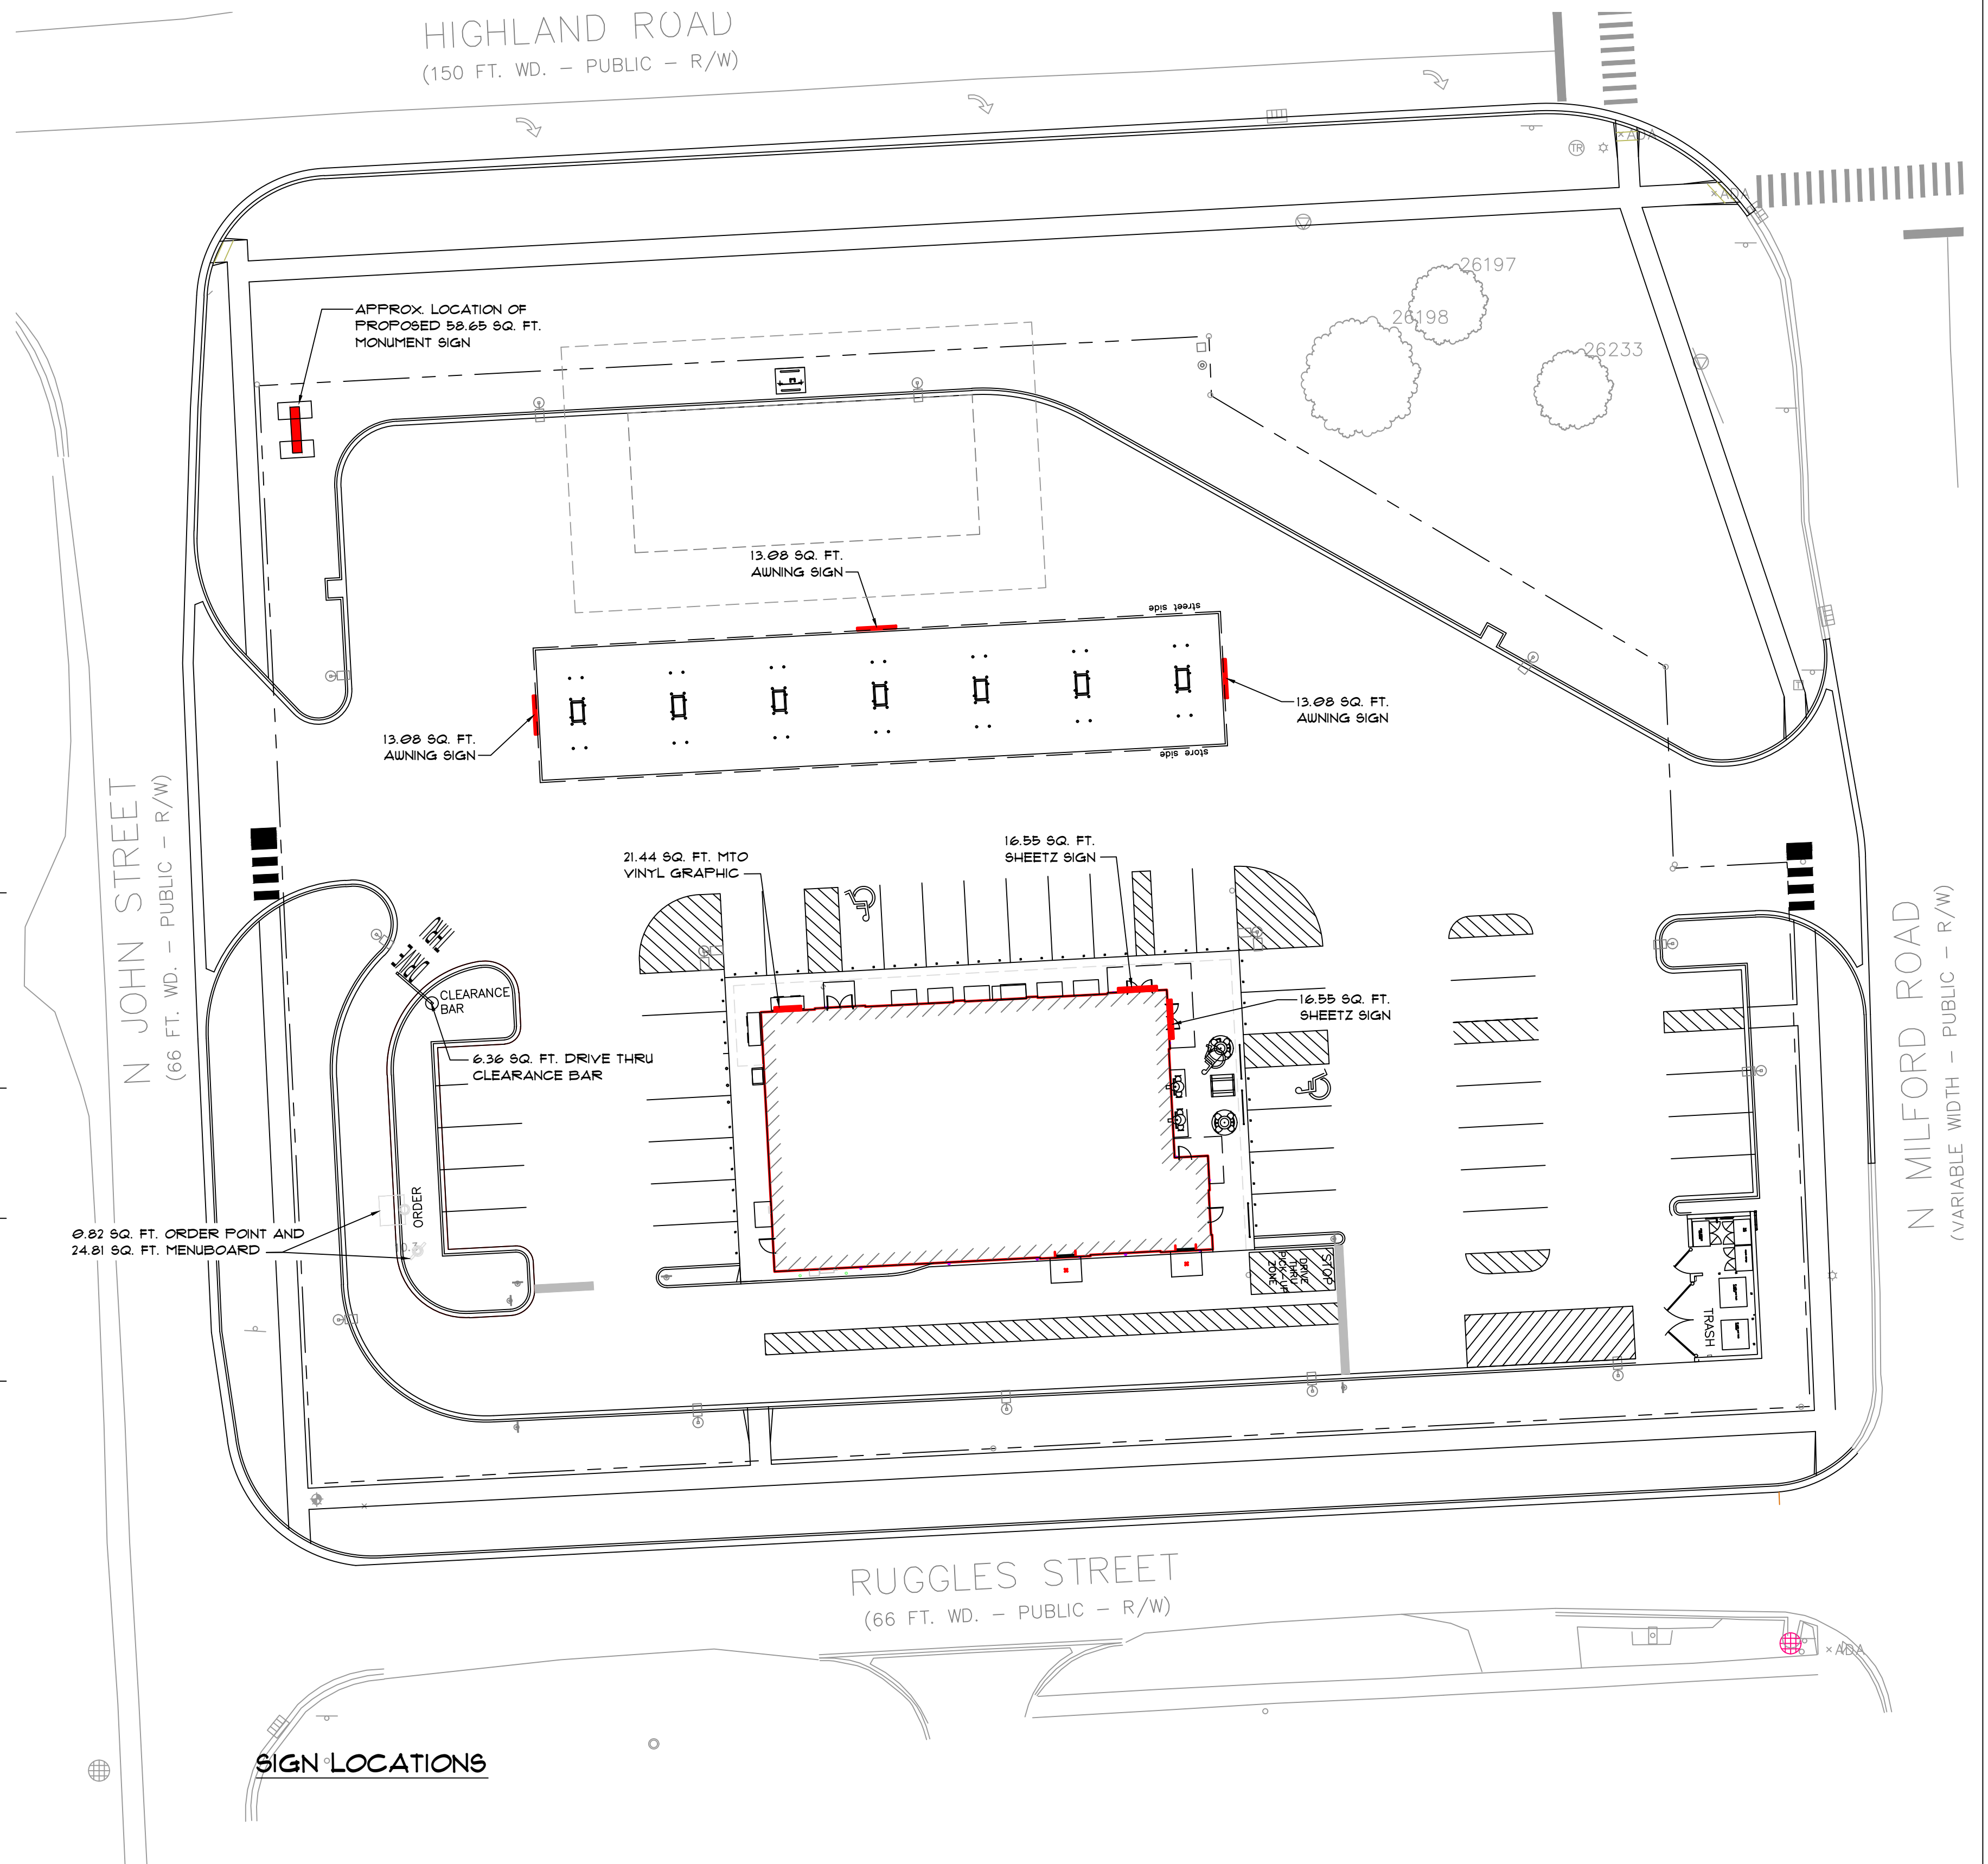 HIGHLAND ROAD
(150 FT. WD. – PUBLIC – R/W)
×ADA
×ADA
TR
26197
26198
26233
APPROX. LOCATION OF
PROPOSED 58.65 SQ. FT.
MONUMENT SIGN
13.08 SQ. FT.
AWNING SIGN
street side
13.08 SQ. FT.
AWNING SIGN
13.08 SQ. FT.
AWNING SIGN
store side
T
N JOHN STREET
(66 FT. WD. – PUBLIC – R/W)
21.44 SQ. FT. MTO
VINYL GRAPHIC
16.55 SQ. FT.
SHEETZ SIGN
16.55 SQ. FT.
SHEETZ SIGN
N MILFORD ROAD
(VARIABLE WIDTH – PUBLIC – R/W)
DRIVE
THRU
CLEARANCE
BAR
6.36 SQ. FT. DRIVE THRU
CLEARANCE BAR
ORDER
0.82 SQ. FT. ORDER POINT AND
24.81 SQ. FT. MENUBOARD
STOP
DRIVE
THRU
PICK-UP
ZONE
TRASH
RUGGLES STREET
(66 FT. WD. – PUBLIC – R/W)
×ADA
SIGN LOCATIONS